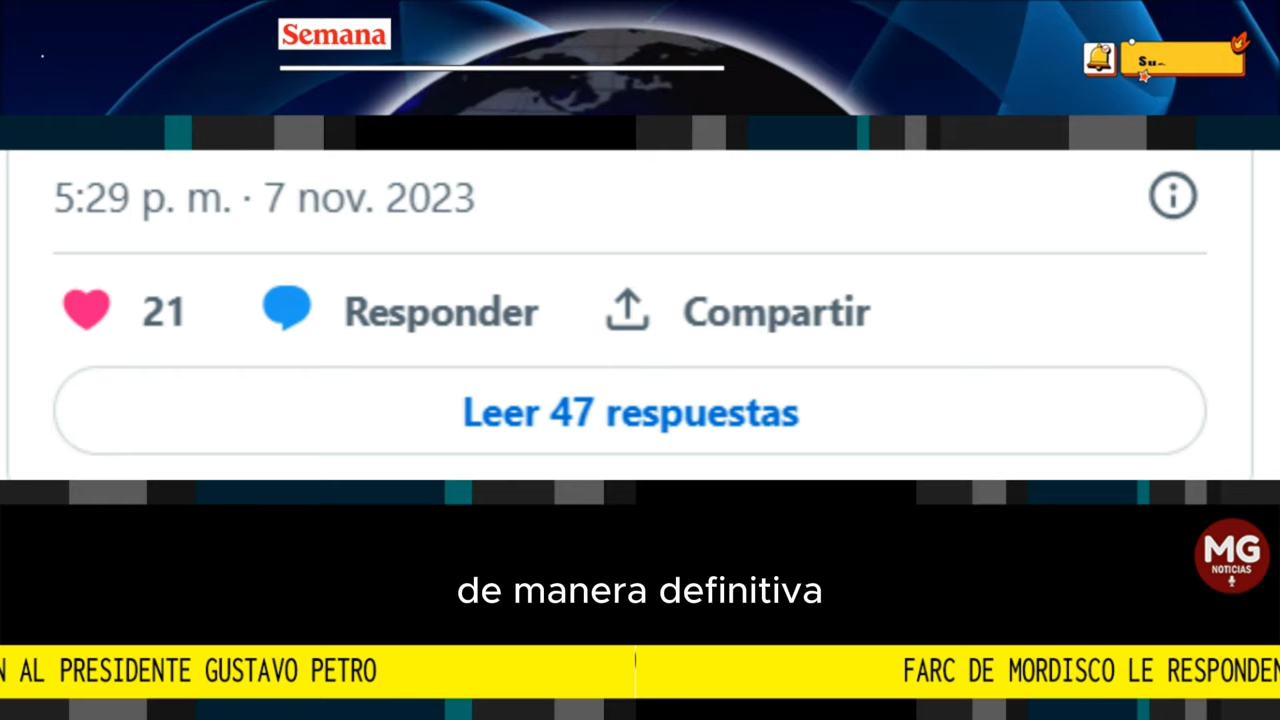 Semana
Su
5:29 p. m. · 7 nov. 2023
21 Responder Compartir
Leer 47 respuestas
MG
NOTICIAS
de manera definitiva
N AL PRESIDENTE GUSTAVO PETRO
FARC DE MORDISCO LE RESPONDEN